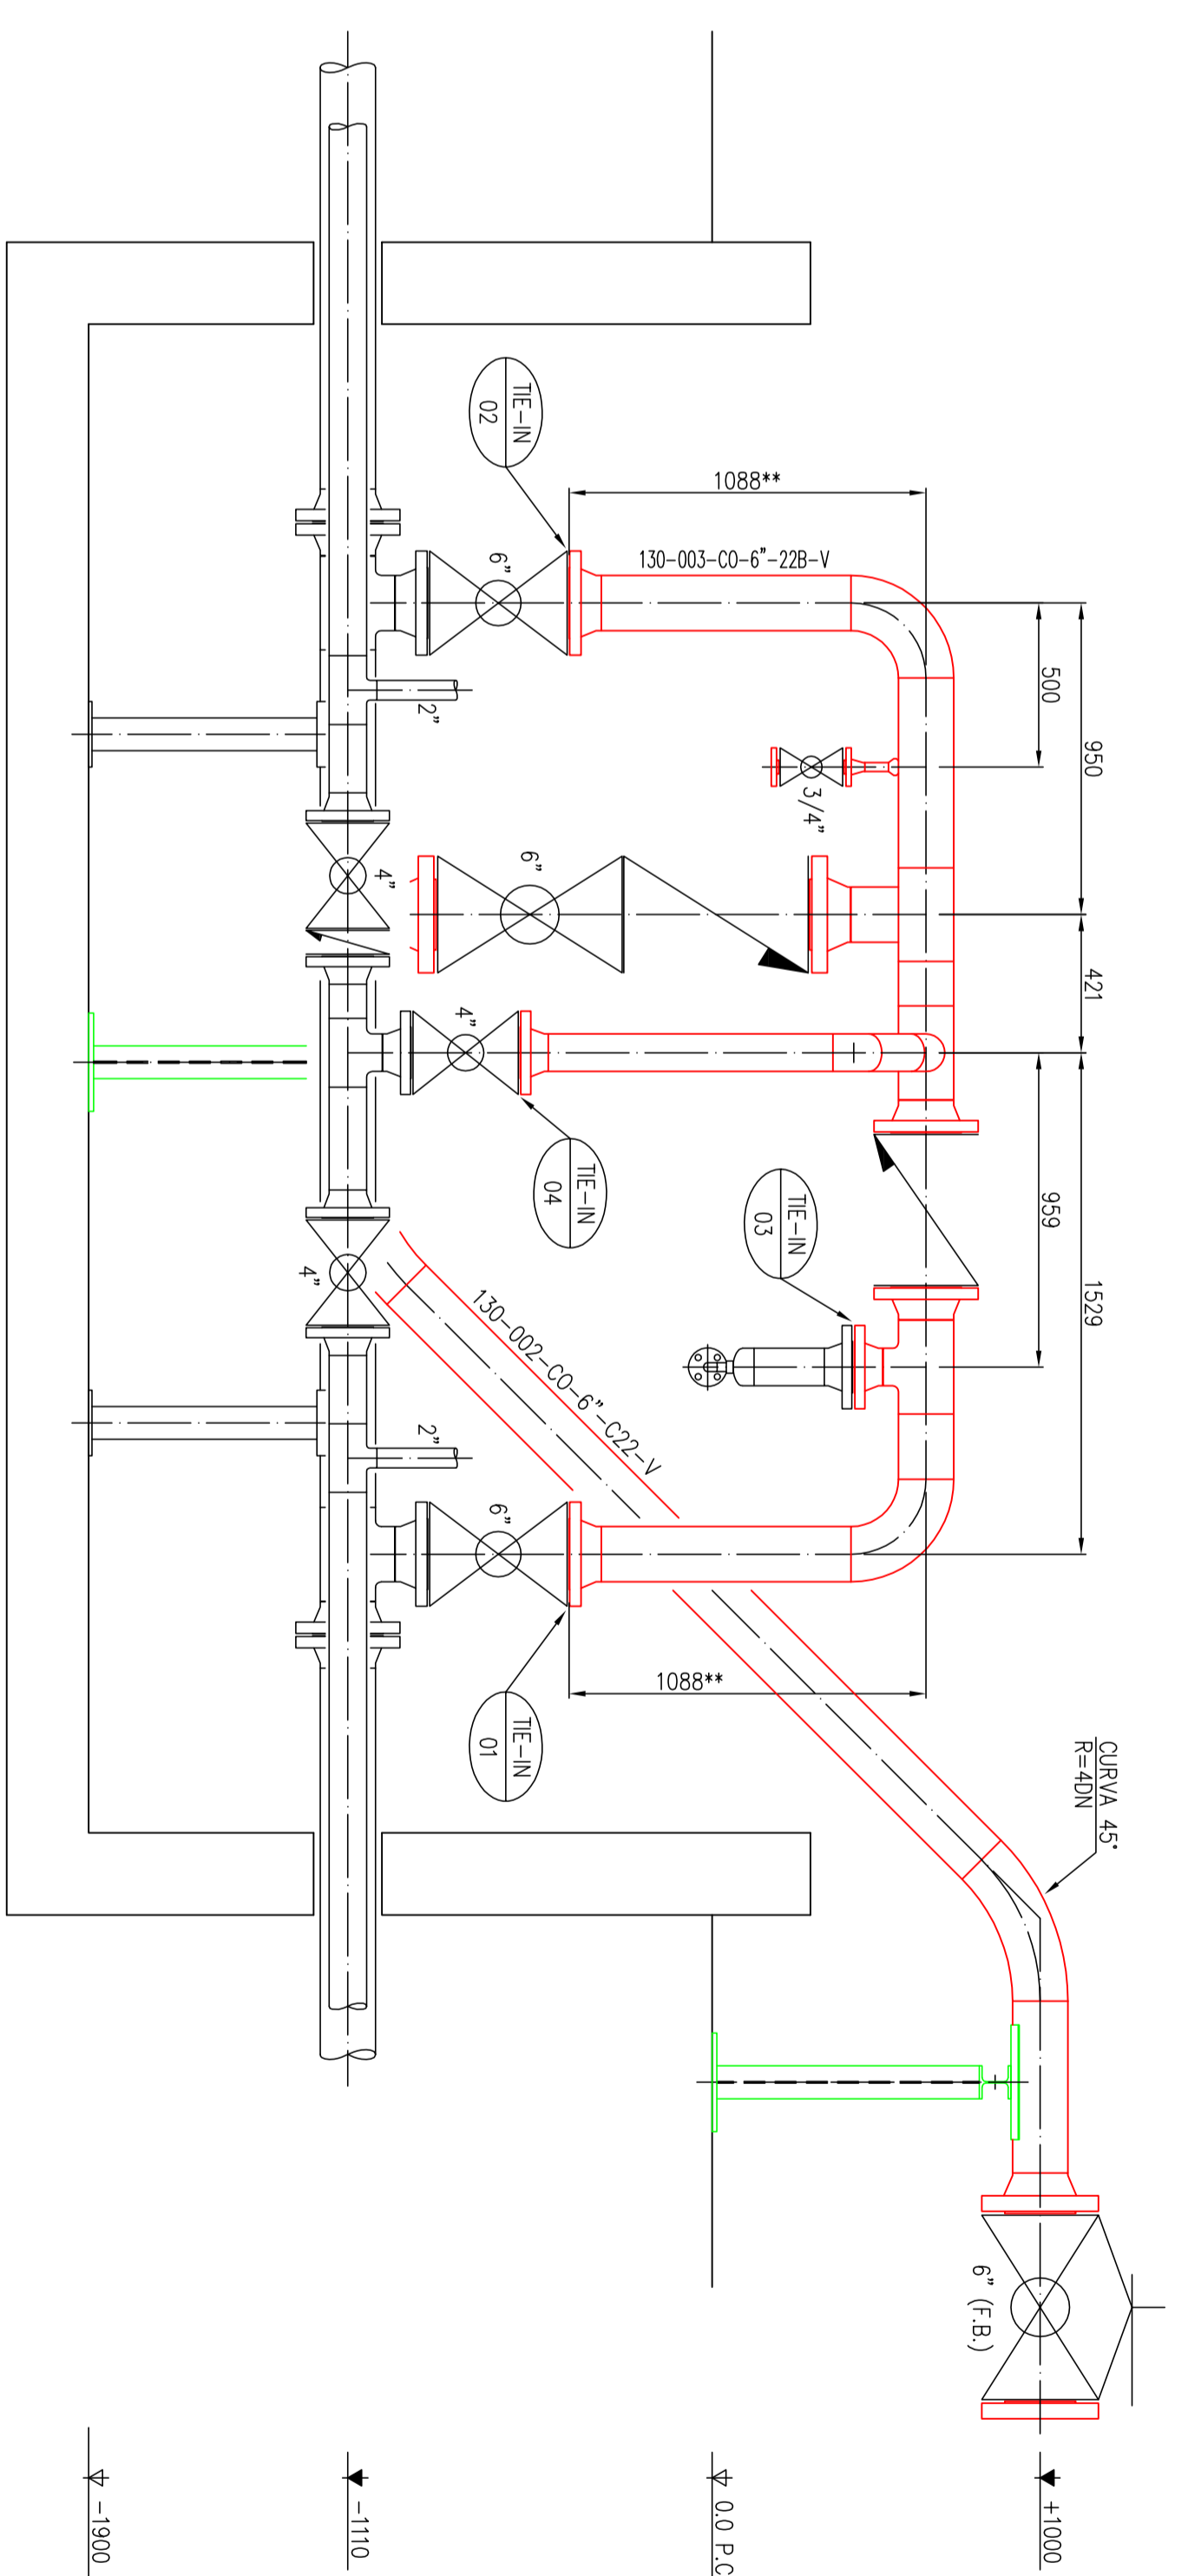 950
421
1529
500
959
1088**
130-003-CO-6"-22B-V
TIE-IN
02
6"
2"
3/4"
6"
4"
4"
TIE-IN
04
TIE-IN
03
4"
130-002-CO-6"-C22-V
2"
6"
TIE-IN
01
1088**
CURVA 45°
R=4DN
6" (F.B.)
+1000
0.0 P.C
-1110
-1900